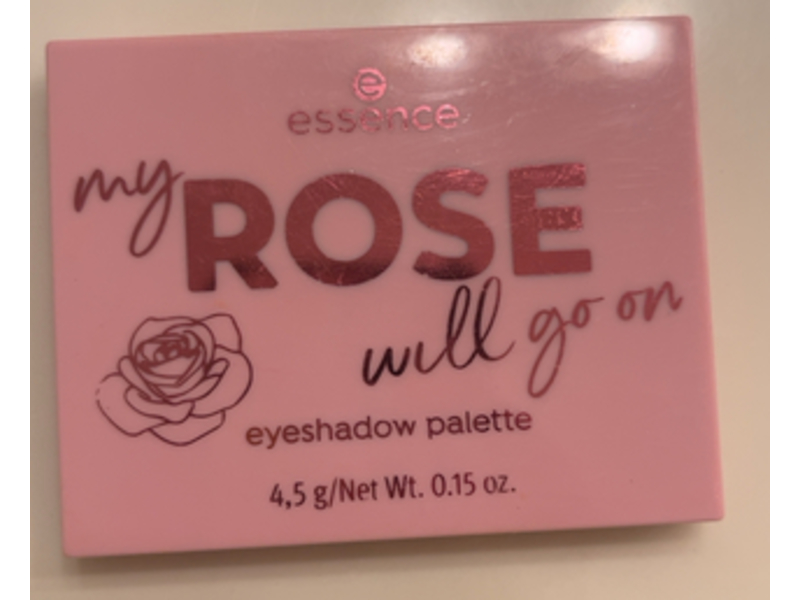 e
essence
my
ROSE
will go on
eyeshadow palette
4,5 g/Net Wt. 0.15 oz.